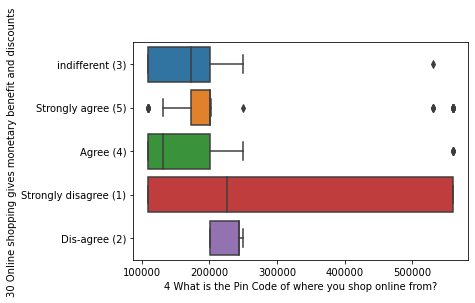 30 Online shopping gives monetary benefit and discounts
indifferent (3)
Strongly agree (5)
Agree (4)
Strongly disagree (1)
Dis-agree (2)
100000 200000 300000 400000 500000
4 What is the Pin Code of where you shop online from?